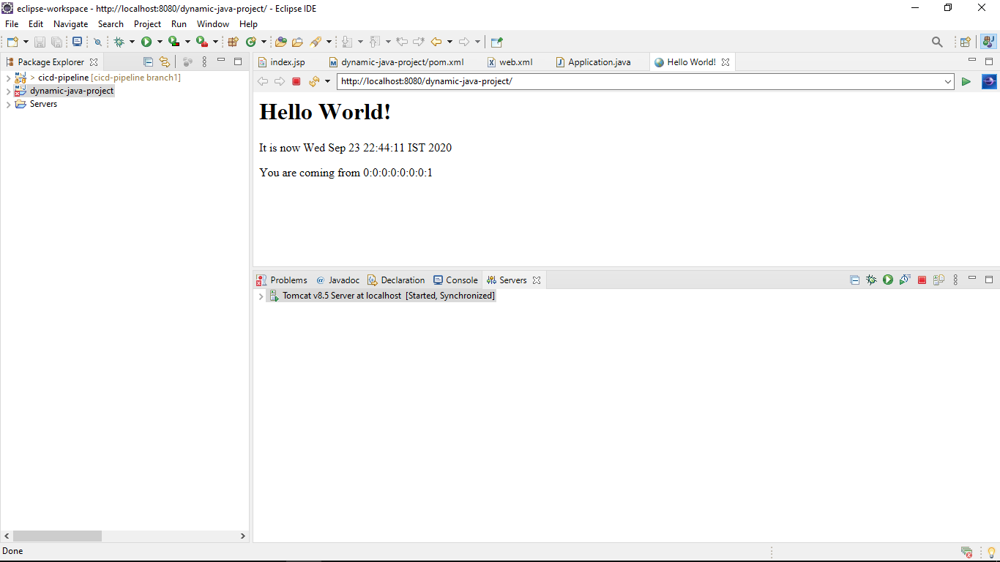 eclipse-workspace - http://localhost:8080/dynamic-java-project/ - Eclipse IDE
File Edit Navigate Search Project Run Window Help
Package Explorer
index.jsp dynamic-java-project/pom.xml web.xml Application.java Hello World!
> cicd-pipeline [cicd-pipeline branch1]
dynamic-java-project
Servers
http://localhost:8080/dynamic-java-project/
Hello World!
It is now Wed Sep 23 22:44:11 IST 2020
You are coming from 0:0:0:0:0:0:0:1
Problems @ Javadoc Declaration Console Servers
Tomcat v8.5 Server at localhost [Started, Synchronized]
Done